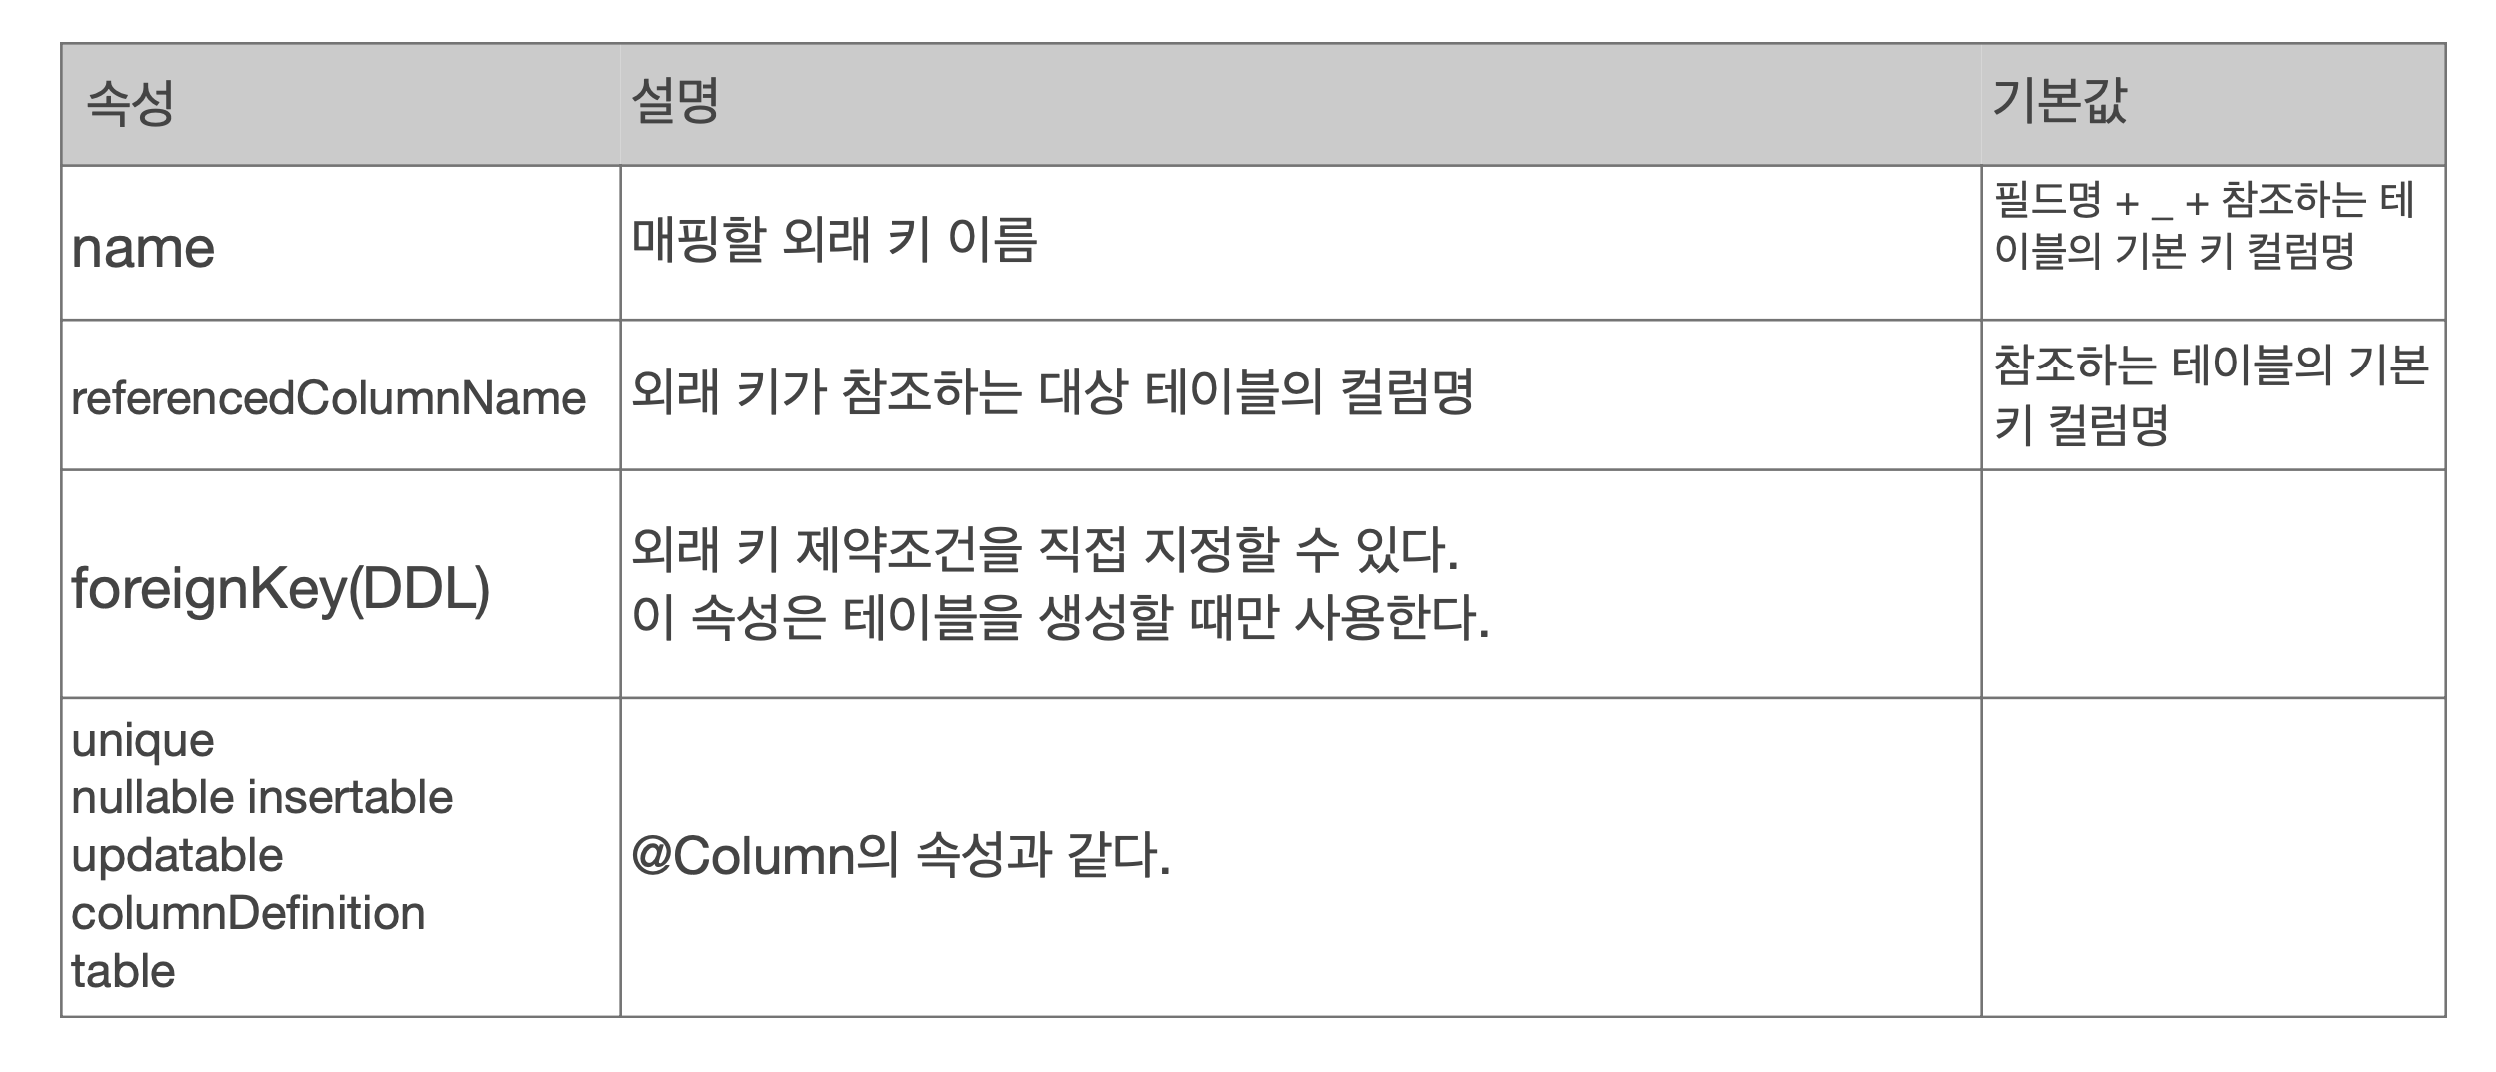 속성 설명 기본값
name 매핑할 외래 키 이름 필드명 + _ + 참조하는 테
이블의 기본 키 컬럼명
referencedColumnName 외래 키가 참조하는 대상 테이블의 컬럼명 참조하는 테이블의 기본
키 컬럼명
foreignKey(DDL) 외래 키 제약조건을 직접 지정할 수 있다.
이 속성은 테이블을 생성할 때만 사용한다.
unique
nullable insertable
updatable
columnDefinition
table
@Column의 속성과 같다.